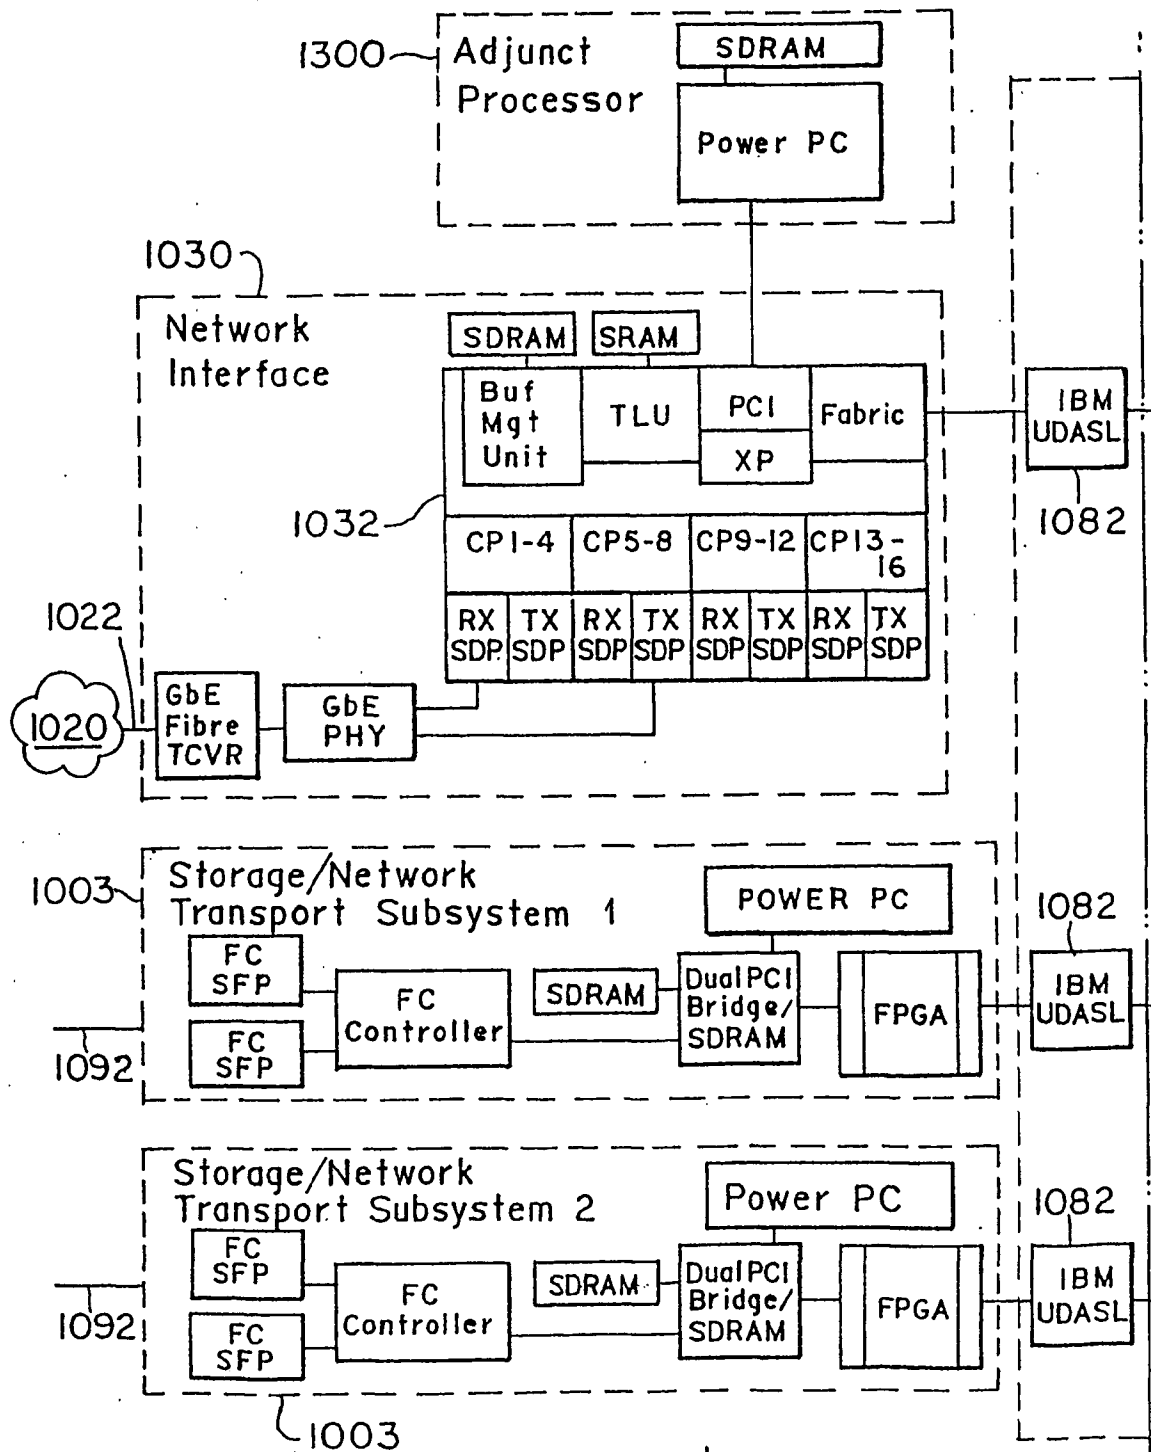 1300
Adjunct
Processor
SDRAM
Power PC
1030
Network
Interface
SDRAM
SRAM
Buf
Mgt
Unit
TLU
PCI
XP
Fabric
IBM
UDASL
1082
1032
CP1-4
CP5-8
CP9-12
CP13-
16
RX
SDP
TX
SDP
RX
SDP
TX
SDP
RX
SDP
TX
SDP
RX
SDP
TX
SDP
1022
1020
GbE
Fibre
TCVR
GbE
PHY
1003
Storage/Network
Transport Subsystem 1
POWER PC
1082
FC
SFP
FC
SFP
FC
Controller
SDRAM
Dual PCI
Bridge/
SDRAM
FPGA
IBM
UDASL
1092
Storage/Network
Transport Subsystem 2
Power PC
1082
FC
SFP
FC
SFP
FC
Controller
SDRAM
Dual PCI
Bridge/
SDRAM
FPGA
IBM
UDASL
1092
1003